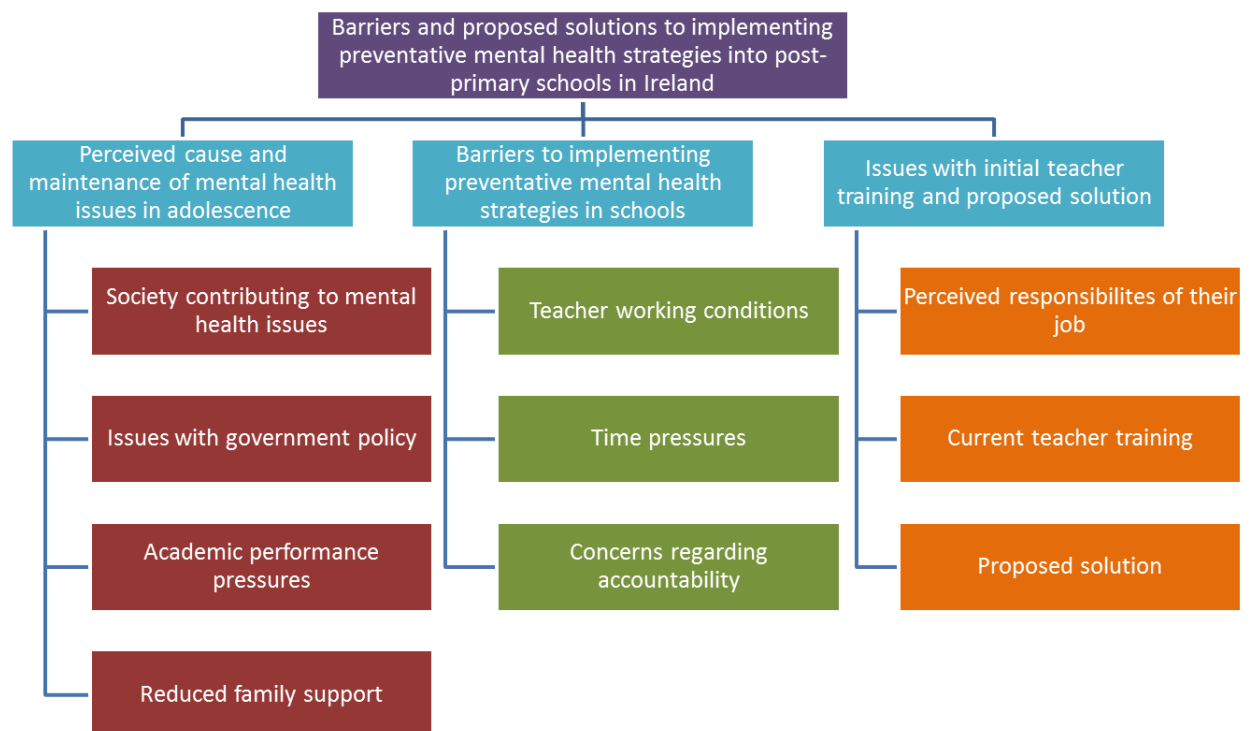 Barriers and proposed solutions to implementing
preventative mental health strategies into post-
primary schools in Ireland
Perceived cause and
maintenance of mental health
issues in adolescence
Society contributing to mental
health issues
Issues with government policy
Academic performance
pressures
Reduced family support
Barriers to implementing
preventative mental health
strategies in schools
Teacher working conditions
Time pressures
Concerns regarding
accountability
Issues with initial teacher
training and proposed solution
Perceived responsibilites of their
job
Current teacher training
Proposed solution